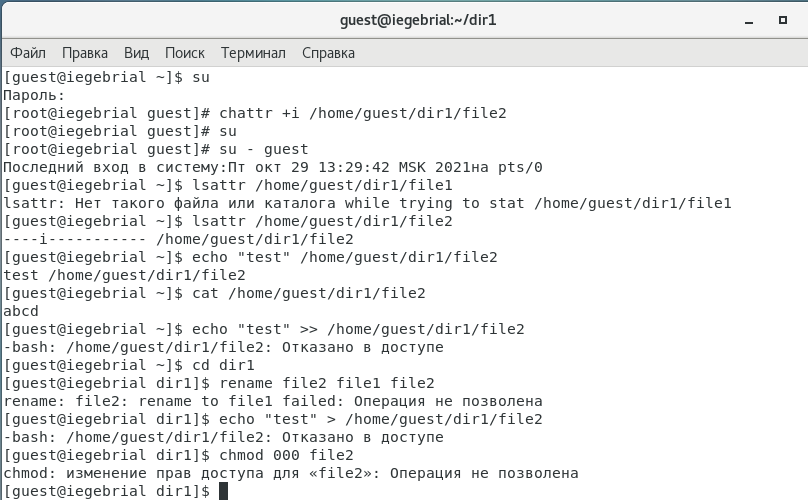 guest@iegebrial:~/dir1
Файл Правка Вид Поиск Терминал Справка
[guest@iegebrial ~]$ su
Пароль:
[root@iegebrial guest]# chattr +i /home/guest/dir1/file2
[root@iegebrial guest]# su
[root@iegebrial guest]# su - guest
Последний вход в систему:Пт окт 29 13:29:42 MSK 2021на pts/0
[guest@iegebrial ~]$ lsattr /home/guest/dir1/file1
lsattr: Нет такого файла или каталога while trying to stat /home/guest/dir1/file1
[guest@iegebrial ~]$ lsattr /home/guest/dir1/file2
----i----------- /home/guest/dir1/file2
[guest@iegebrial ~]$ echo "test" /home/guest/dir1/file2
test /home/guest/dir1/file2
[guest@iegebrial ~]$ cat /home/guest/dir1/file2
abcd
[guest@iegebrial ~]$ echo "test" >> /home/guest/dir1/file2
-bash: /home/guest/dir1/file2: Отказано в доступе
[guest@iegebrial ~]$ cd dir1
[guest@iegebrial dir1]$ rename file2 file1 file2
rename: file2: rename to file1 failed: Операция не позволена
[guest@iegebrial dir1]$ echo "test" > /home/guest/dir1/file2
-bash: /home/guest/dir1/file2: Отказано в доступе
[guest@iegebrial dir1]$ chmod 000 file2
chmod: изменение прав доступа для «file2»: Операция не позволена
[guest@iegebrial dir1]$